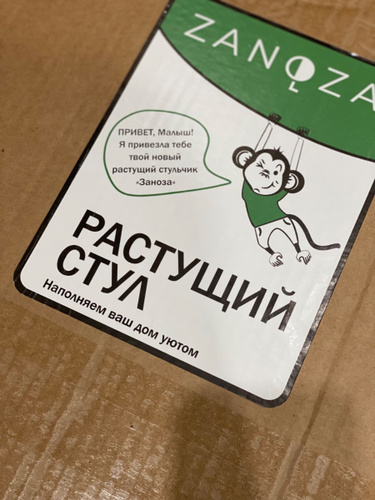 ZANOZA
ПРИВЕТ, Малыш!
Я привезла тебе
твой новый
растущий стульчик
«Заноза»
РАСТУЩИЙ
СТУЛ
Наполняем ваш дом уютом